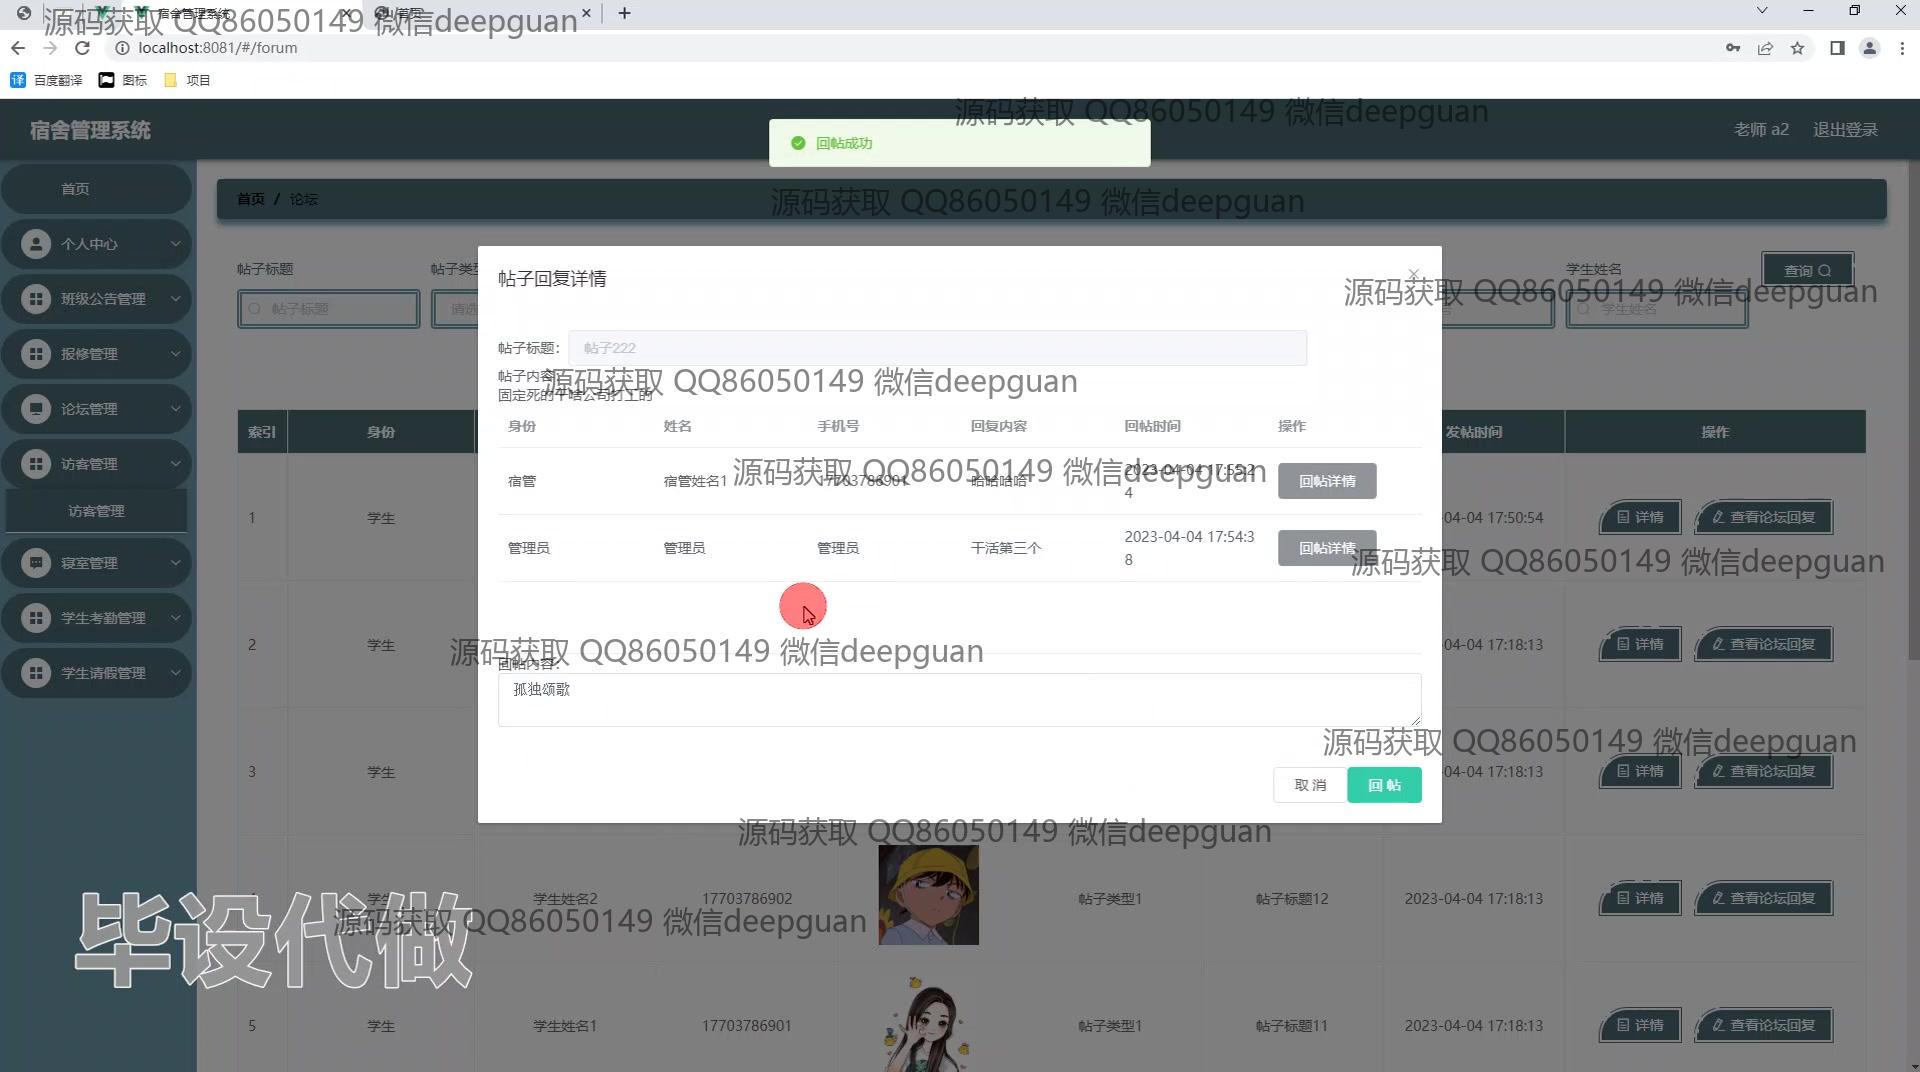 宿舍管理系统
源码获取 QQ86050149 微信deepguan
localhost:8081/#/forum
百度翻译 图标 项目
源码获取 QQ86050149 微信deepguan
宿舍管理系统
老师 a2 退出登录
回帖成功
首页
首页 / 论坛
源码获取 QQ86050149 微信deepguan
个人中心
班级公告管理
报修管理
论坛管理
访客管理
访客管理
寝室管理
学生考勤管理
学生请假管理
帖子标题
学生姓名
查询
帖子标题
请选
学生姓名
源码获取 QQ86050149 微信deepguan
帖子回复详情
帖子标题: 帖子222
帖子内容
源码获取 QQ86050149 微信deepguan
身份 姓名 手机号 回复内容 回帖时间 操作
宿管 宿管姓名1 17703786901 哈哈哈哈 2023-04-04 17:55:2
4
回帖详情
源码获取 QQ86050149 微信deepguan
管理员 管理员 管理员 干活第三个 2023-04-04 17:54:3
8
回帖详情
源码获取 QQ86050149 微信deepguan
源码获取 QQ86050149 微信deepguan
回帖内容:
孤独颂歌
源码获取 QQ86050149 微信deepguan
取 消 回 帖
源码获取 QQ86050149 微信deepguan
索引 身份 发帖时间 操作
1 学生 04-04 17:50:54 详情 查看论坛回复
2 学生 04-04 17:18:13 详情 查看论坛回复
3 学生 04-04 17:18:13 详情 查看论坛回复
学生姓名2 17703786902 帖子类型1 帖子标题12 2023-04-04 17:18:13 详情 查看论坛回复
源码获取 QQ86050149 微信deepguan
毕设代做
5 学生 学生姓名1 17703786901 帖子类型1 帖子标题11 2023-04-04 17:18:13 详情 查看论坛回复